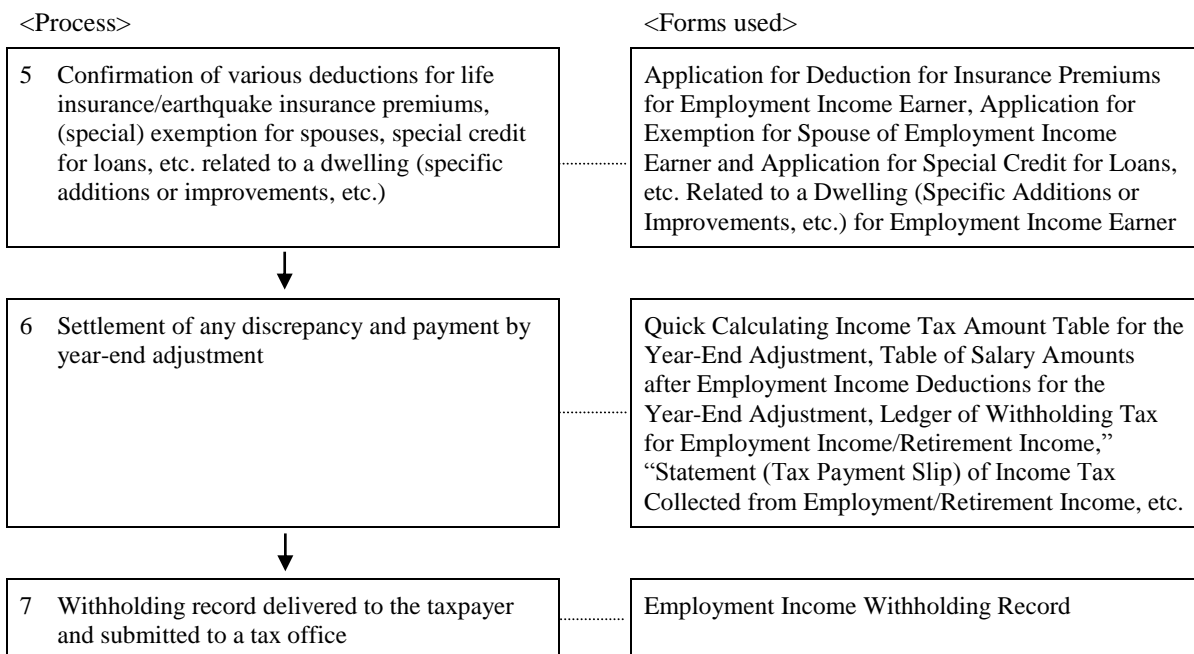 <Process>
<Forms used>
5 Confirmation of various deductions for life
insurance/earthquake insurance premiums,
(special) exemption for spouses, special credit
for loans, etc. related to a dwelling (specific
additions or improvements, etc.)
Application for Deduction for Insurance Premiums
for Employment Income Earner, Application for
Exemption for Spouse of Employment Income
Earner and Application for Special Credit for Loans,
etc. Related to a Dwelling (Specific Additions or
Improvements, etc.) for Employment Income Earner
6 Settlement of any discrepancy and payment by
year-end adjustment
Quick Calculating Income Tax Amount Table for the
Year-End Adjustment, Table of Salary Amounts
after Employment Income Deductions for the
Year-End Adjustment, Ledger of Withholding Tax
for Employment Income/Retirement Income,”
“Statement (Tax Payment Slip) of Income Tax
Collected from Employment/Retirement Income, etc.
7 Withholding record delivered to the taxpayer
and submitted to a tax office
Employment Income Withholding Record